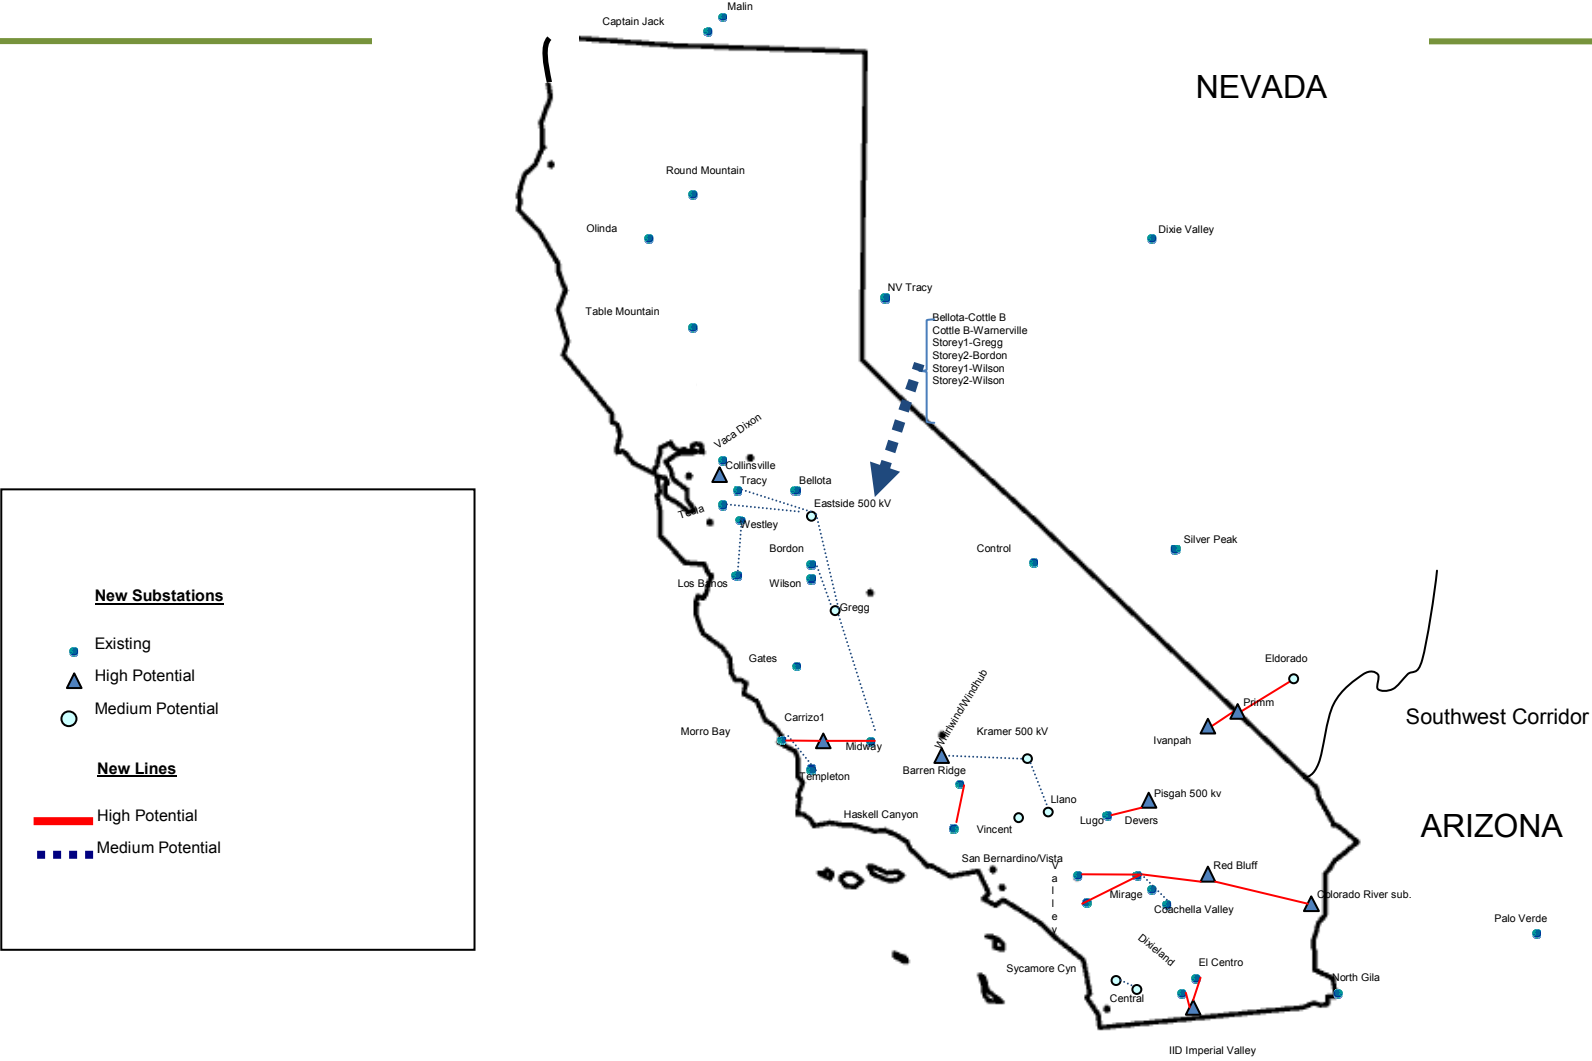 Malin
Captain Jack
NEVADA
Round Mountain
Olinda
Dixie Valley
NV Tracy
Table Mountain
Bellota-Cottle B
Cottle B-Warnerville
Storey1-Gregg
Storey2-Bordon
Storey1-Wilson
Storey2-Wilson
Vaca Dixon
Collinsville
Tracy
Bellota
Eastside 500 kV
Tesla
Westley
Bordon
Control
Silver Peak
Los Banos
Wilson
Gregg
New Substations
Existing
High Potential
Medium Potential
Gates
Eldorado
Primm
Southwest Corridor
Carrizo1
Morro Bay
Midway
Whirlwind/Windhub
Kramer 500 kV
Ivanpah
New Lines
Templeton
Barren Ridge
High Potential
Medium Potential
Haskell Canyon
Vincent
Llano
Pisgah 500 kv
Lugo
Devers
ARIZONA
San Bernardino/Vista
Valley
Red Bluff
Mirage
Colorado River sub.
Coachella Valley
Palo Verde
Dixieland
El Centro
Sycamore Cyn
North Gila
Central
IID Imperial Valley